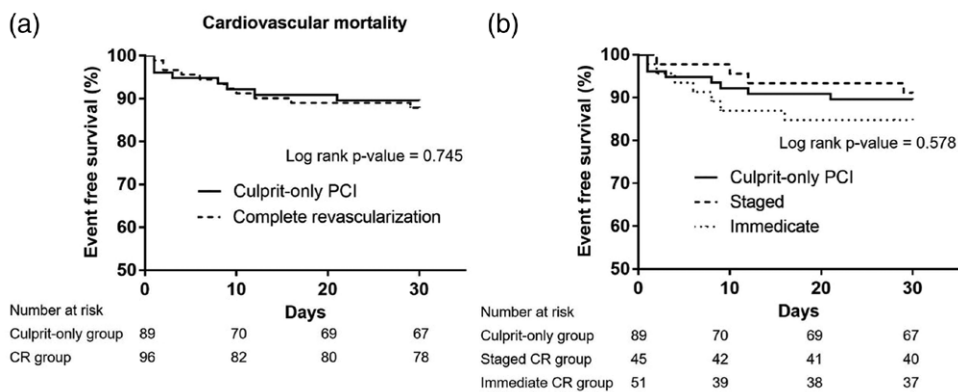 (a)
Cardiovascular mortality
Event free survival (%)
100
90
80
70
60
50
Log rank p-value = 0.745
Culprit-only PCI
Complete revascularization
0 10 20 30
Days
Number at risk
Culprit-only group 89 70 69 67
CR group 96 82 80 78
(b)
Event free survival (%)
100
90
80
70
60
50
Log rank p-value = 0.578
Culprit-only PCI
Staged
Immedicate
0 10 20 30
Days
Number at risk
Culprit-only group 89 70 69 67
Staged CR group 45 42 41 40
Immediate CR group 51 39 38 37